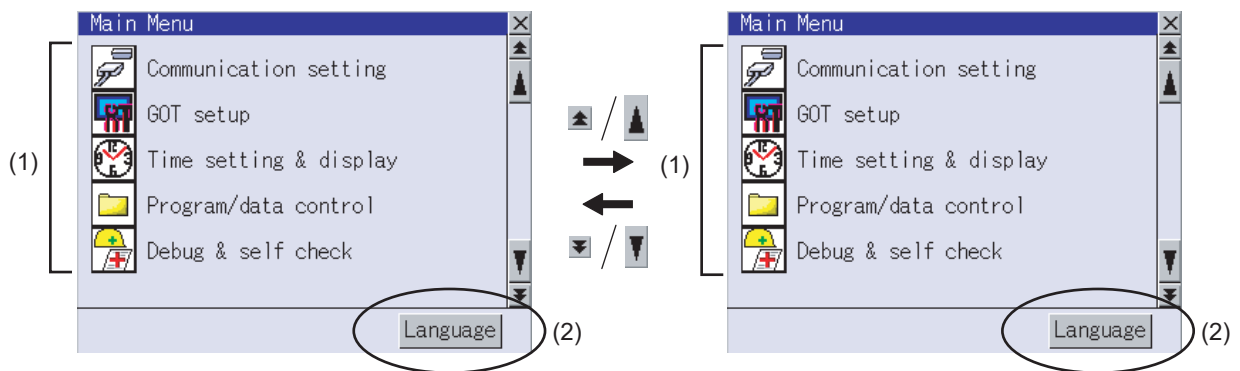 Main Menu
Communication setting
GOT setup
Time setting & display
Program/data control
Debug & self check
Language
(1)
(2)
/
/
Main Menu
Communication setting
GOT setup
Time setting & display
Program/data control
Debug & self check
Language
(1)
(2)